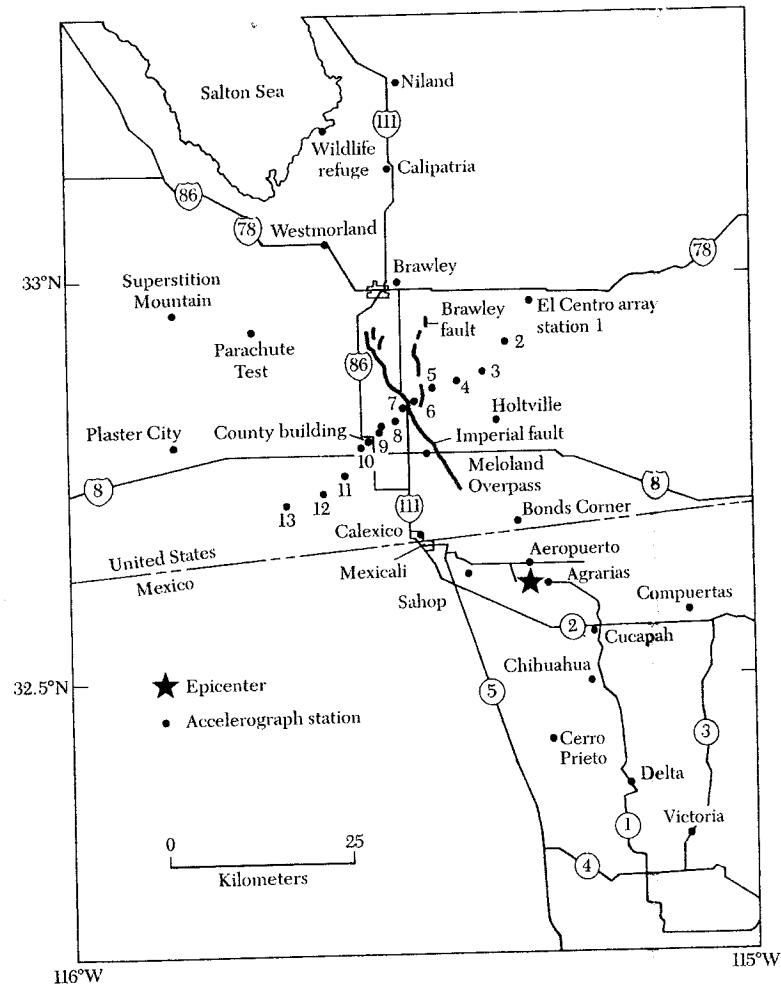 Niland
Salton Sea
111
Wildlife
refuge
Calipatria
86
78
Westmorland
78
33°N
Brawley
Superstition
Mountain
Brawley
fault
El Centro array
station 1
Parachute
Test
2
86
3
5
4
7
6
Holtville
8
Plaster City
County building
9
Imperial fault
10
Meloland
Overpass
8
11
8
12
13
111
Bonds Corner
Calexico
United States
Mexico
Aeropuerto
Mexicali
Agrarias
Sahop
Compuertas
2
Cucapah
Chihuahua
32.5°N
Epicenter
5
Accelerograph station
3
Cerro
Prieto
Delta
Victoria
1
0
25
4
Kilometers
116°W
115°W